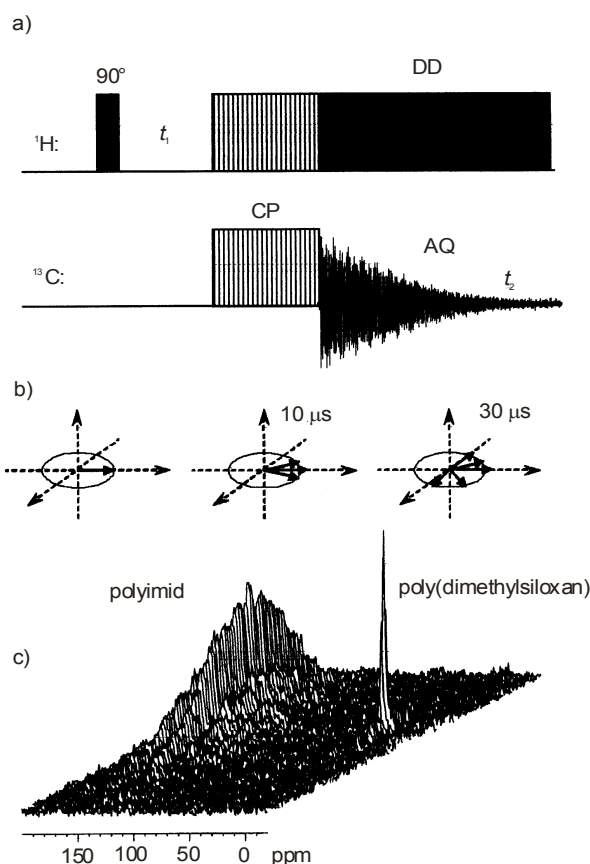 a)
90° DD
¹H: t₁
CP
¹³C: AQ t₂
b)
10 µs 30 µs
polyimid poly(dimethylsiloxan)
c)
150 100 50 0 ppm